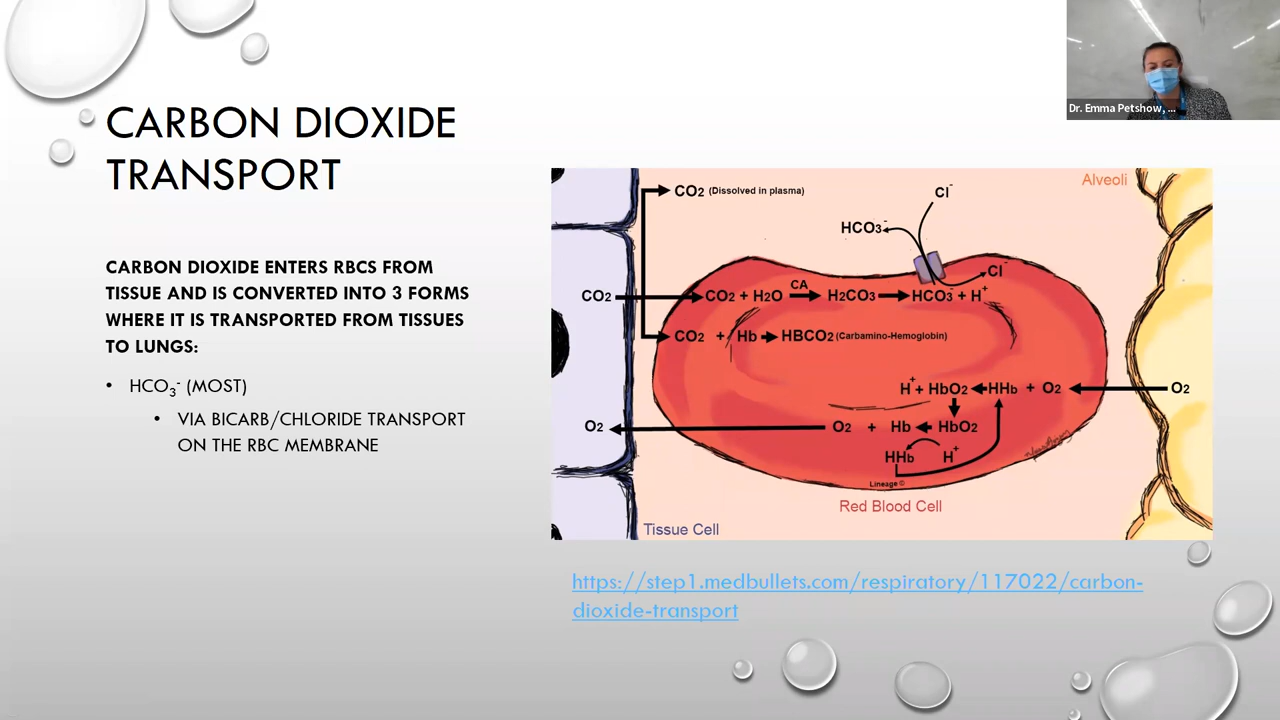 CARBON DIOXIDE
TRANSPORT
CARBON DIOXIDE ENTERS RBCS FROM
TISSUE AND IS CONVERTED INTO 3 FORMS
WHERE IT IS TRANSPORTED FROM TISSUES
TO LUNGS:
• HCO3- (MOST)
• VIA BICARB/CHLORIDE TRANSPORT
ON THE RBC MEMBRANE
Dr. Emma Petshow, ...
Alveoli
CO2 (Dissolved in plasma)
Cl-
HCO3-
Cl-
CO2 CO2 + H2O CA H2CO3 HCO3- + H+
CO2 + Hb HBCO2 (Carbamino-Hemoglobin)
H+ + HbO2 HHb + O2 O2
O2 O2 + Hb HbO2
HHb H+
Lineage ©
Red Blood Cell
Tissue Cell
https://step1.medbullets.com/respiratory/117022/carbon-
dioxide-transport